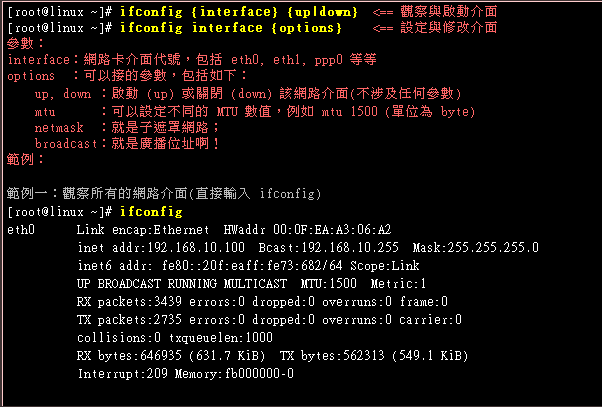 [root@linux ~]# ifconfig {interface} {up|down}  <== 觀察與啟動介面
[root@linux ~]# ifconfig interface {options}    <== 設定與修改介面
參數：
interface：網路卡介面代號，包括 eth0, eth1, ppp0 等等
options  ：可以接的參數，包括如下：
    up, down ：啟動 (up) 或關閉 (down) 該網路介面(不涉及任何參數)
    mtu      ：可以設定不同的 MTU 數值，例如 mtu 1500 (單位為 byte)
    netmask  ：就是子遮罩網路；
    broadcast：就是廣播位址啊！
範例：
範例一：觀察所有的網路介面(直接輸入 ifconfig)
[root@linux ~]# ifconfig
eth0      Link encap:Ethernet  HWaddr 00:0F:EA:A3:06:A2
          inet addr:192.168.10.100  Bcast:192.168.10.255  Mask:255.255.255.0
          inet6 addr: fe80::20f:eaff:fe73:682/64 Scope:Link
          UP BROADCAST RUNNING MULTICAST  MTU:1500  Metric:1
          RX packets:3439 errors:0 dropped:0 overruns:0 frame:0
          TX packets:2735 errors:0 dropped:0 overruns:0 carrier:0
          collisions:0 txqueuelen:1000
          RX bytes:646935 (631.7 KiB)  TX bytes:562313 (549.1 KiB)
          Interrupt:209 Memory:fb000000-0